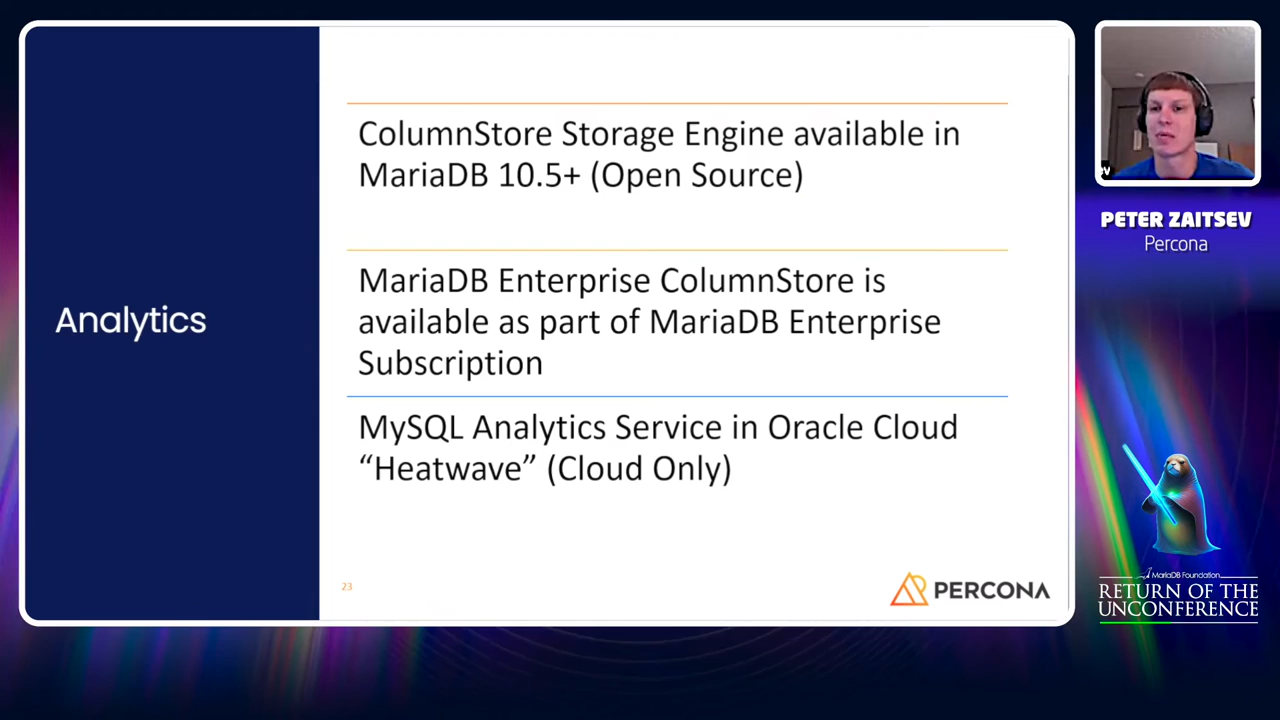 Analytics
ColumnStore Storage Engine available in
MariaDB 10.5+ (Open Source)
MariaDB Enterprise ColumnStore is
available as part of MariaDB Enterprise
Subscription
MySQL Analytics Service in Oracle Cloud
“Heatwave” (Cloud Only)
23
PERCONA
PETER ZAITSEV
Percona
MariaDB Foundation
RETURN OF THE
UNCONFERENCE